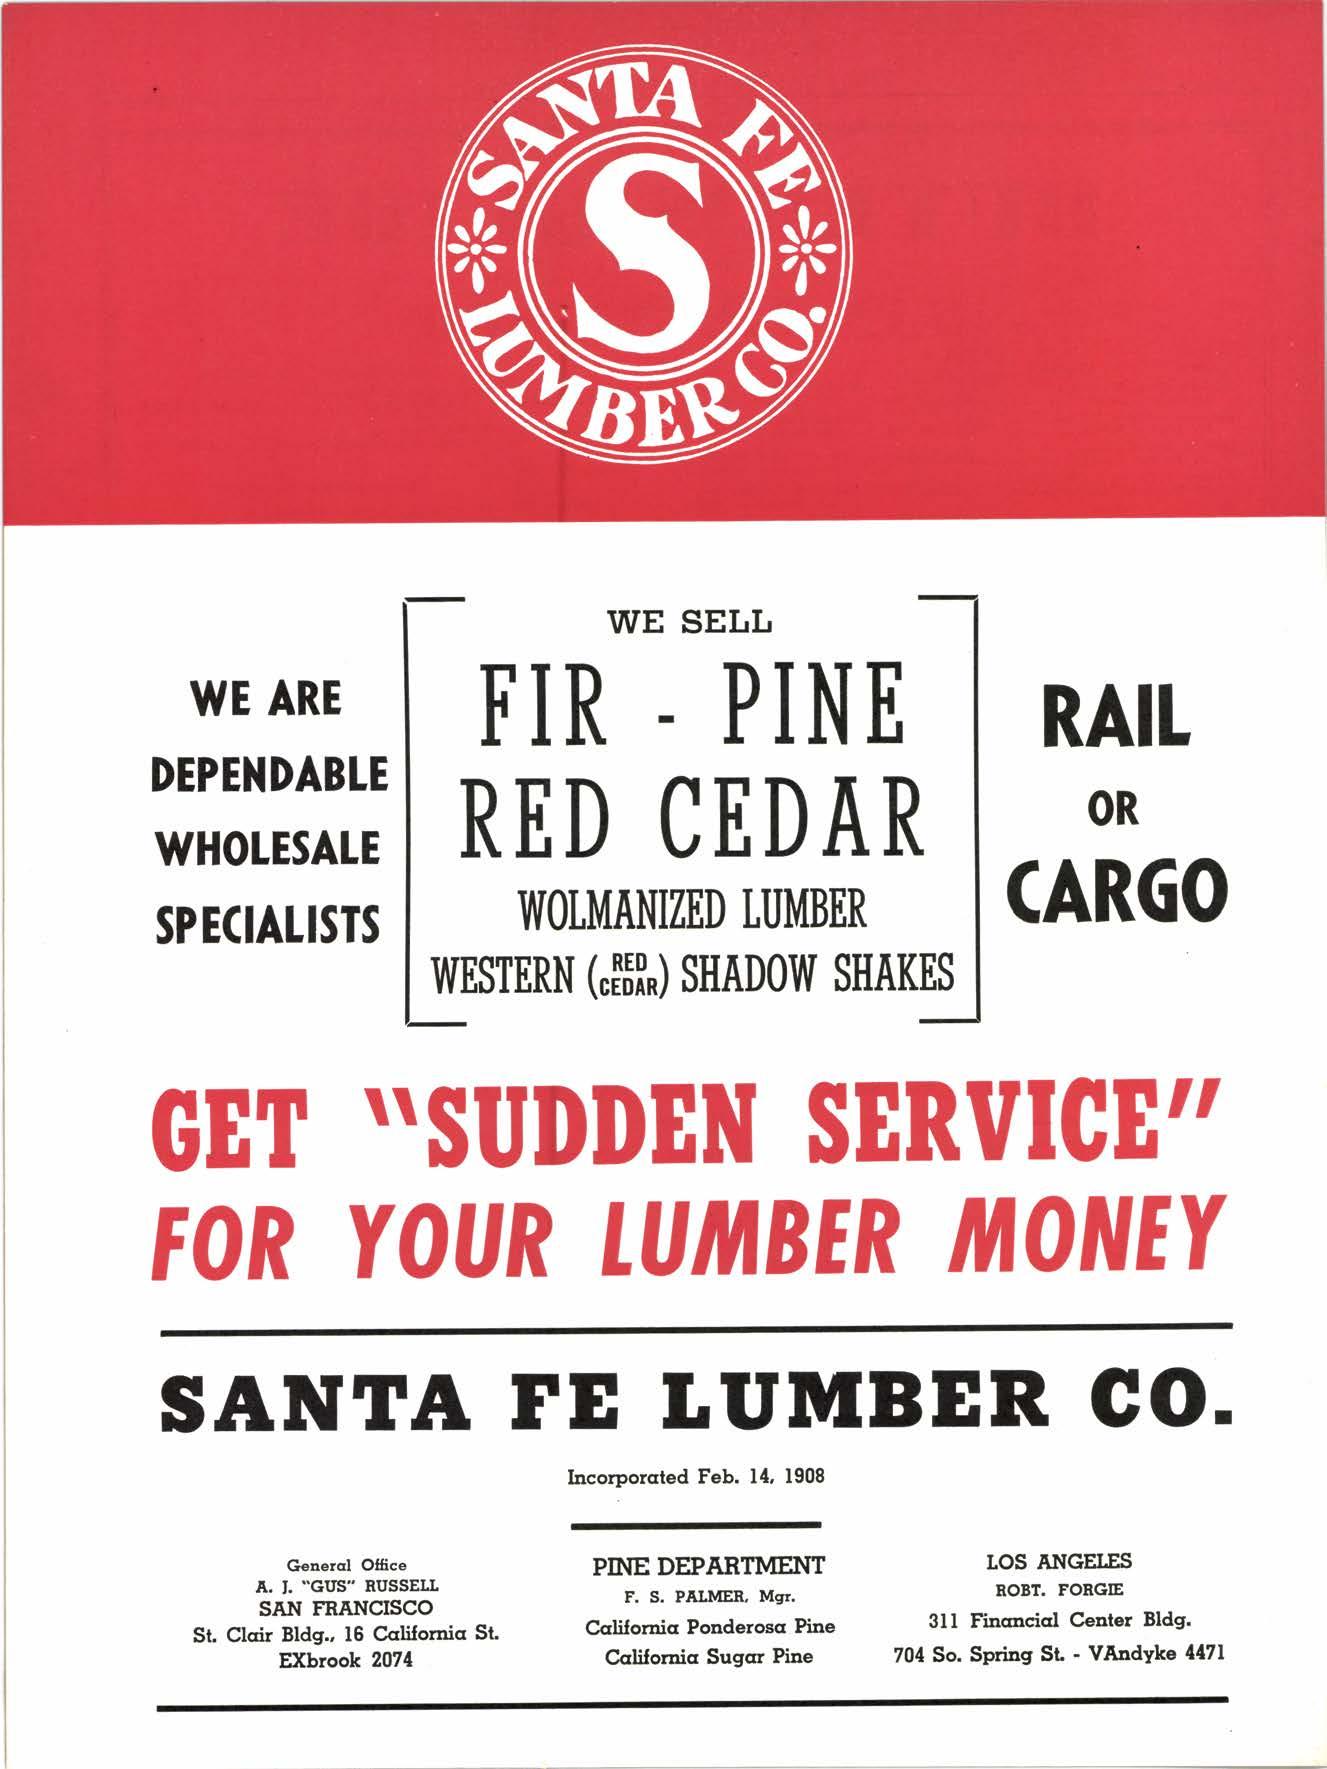 SANTA FE
S
LUMBER CO.
WE ARE
DEPENDABLE
WHOLESALE
SPECIALISTS
WE SELL
FIR - PINE
RED CEDAR
WOLMANIZED LUMBER
WESTERN (RED CEDAR) SHADOW SHAKES
RAIL
OR
CARGO
GET "SUDDEN SERVICE"
FOR YOUR LUMBER MONEY
SANTA FE LUMBER CO.
Incorporated Feb. 14, 1908
General Office
A. J. "GUS" RUSSELL
SAN FRANCISCO
St. Clair Bldg., 16 California St.
EXbrook 2074
PINE DEPARTMENT
F. S. PALMER, Mgr.
California Ponderosa Pine
California Sugar Pine
LOS ANGELES
ROBT. FORGIE
311 Financial Center Bldg.
704 So. Spring St. - VAndyke 4471